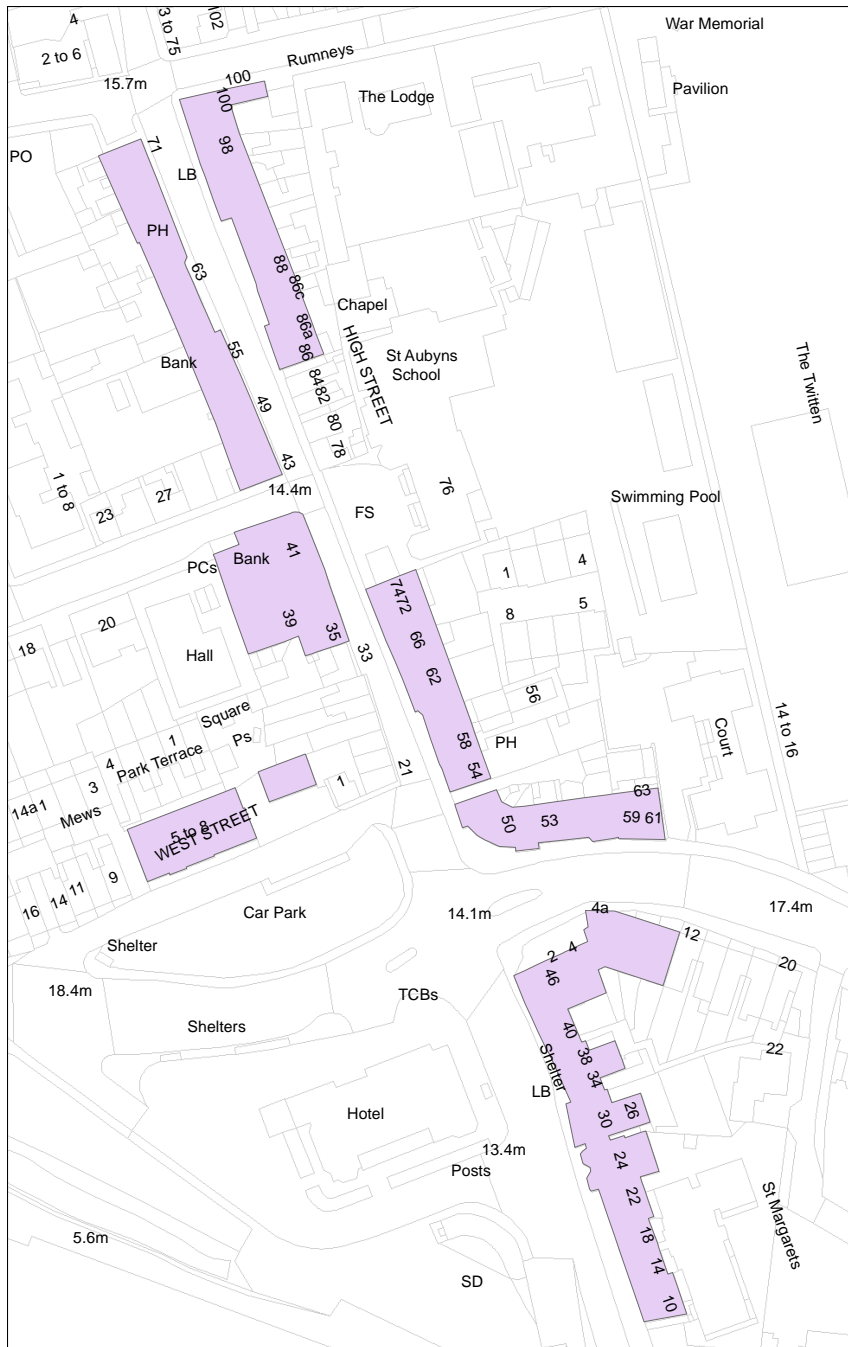 4
3 to 75
102
War Memorial
2 to 6
Rumneys
15.7m
100
100
The Lodge
Pavilion
71
98
PO
LB
PH
63
88
86c
Chapel
86a
86
HIGH STREET
55
Bank
St Aubyns
School
The Twitten
84
82
49
80
78
43
1 to 8
27
23
14.4m
76
Swimming Pool
FS
41
Bank
PCs
1
4
74
72
8
5
20
39
35
66
18
Hall
33
62
56
Square
1
Ps
58
PH
Court
14 to 16
4
Park Terrace
54
21
3
1
14a
1
Mews
63
5 to 8
WEST STREET
50
53
59
61
9
11
14
16
Car Park
14.1m
4a
17.4m
12
Shelter
2
4
20
46
18.4m
TCBs
Shelters
40
38
Shelter
34
22
LB
Hotel
30
26
13.4m
Posts
24
22
St Margarets
5.6m
18
14
SD
10